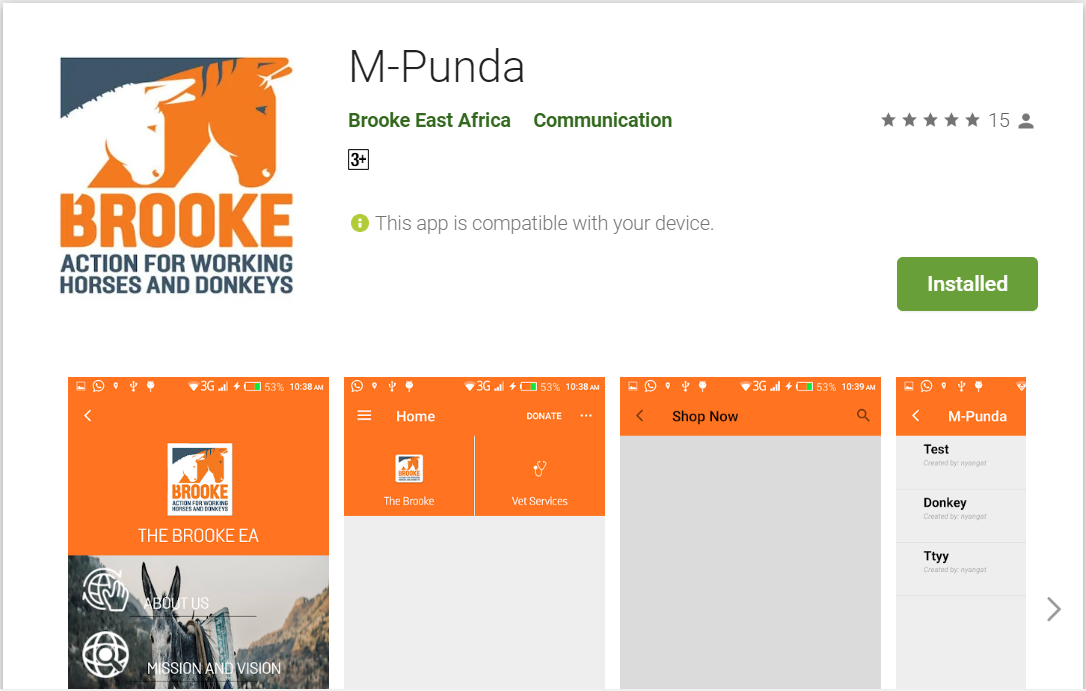 M-Punda
Brooke East Africa Communication
15
3+
This app is compatible with your device.
Installed
BROOKE
ACTION FOR WORKING
HORSES AND DONKEYS
3G 53% 10:38 AM
BROOKE
ACTION FOR WORKING
HORSES AND DONKEYS
THE BROOKE EA
ABOUT US
MISSION AND VISION
3G 53% 10:38 AM
Home DONATE
BROOKE
The Brooke Vet Services
3G 53% 10:39 AM
Shop Now
M-Punda
Test
Created by: nyangat
Donkey
Created by: nyangat
Ttyy
Created by: nyangat